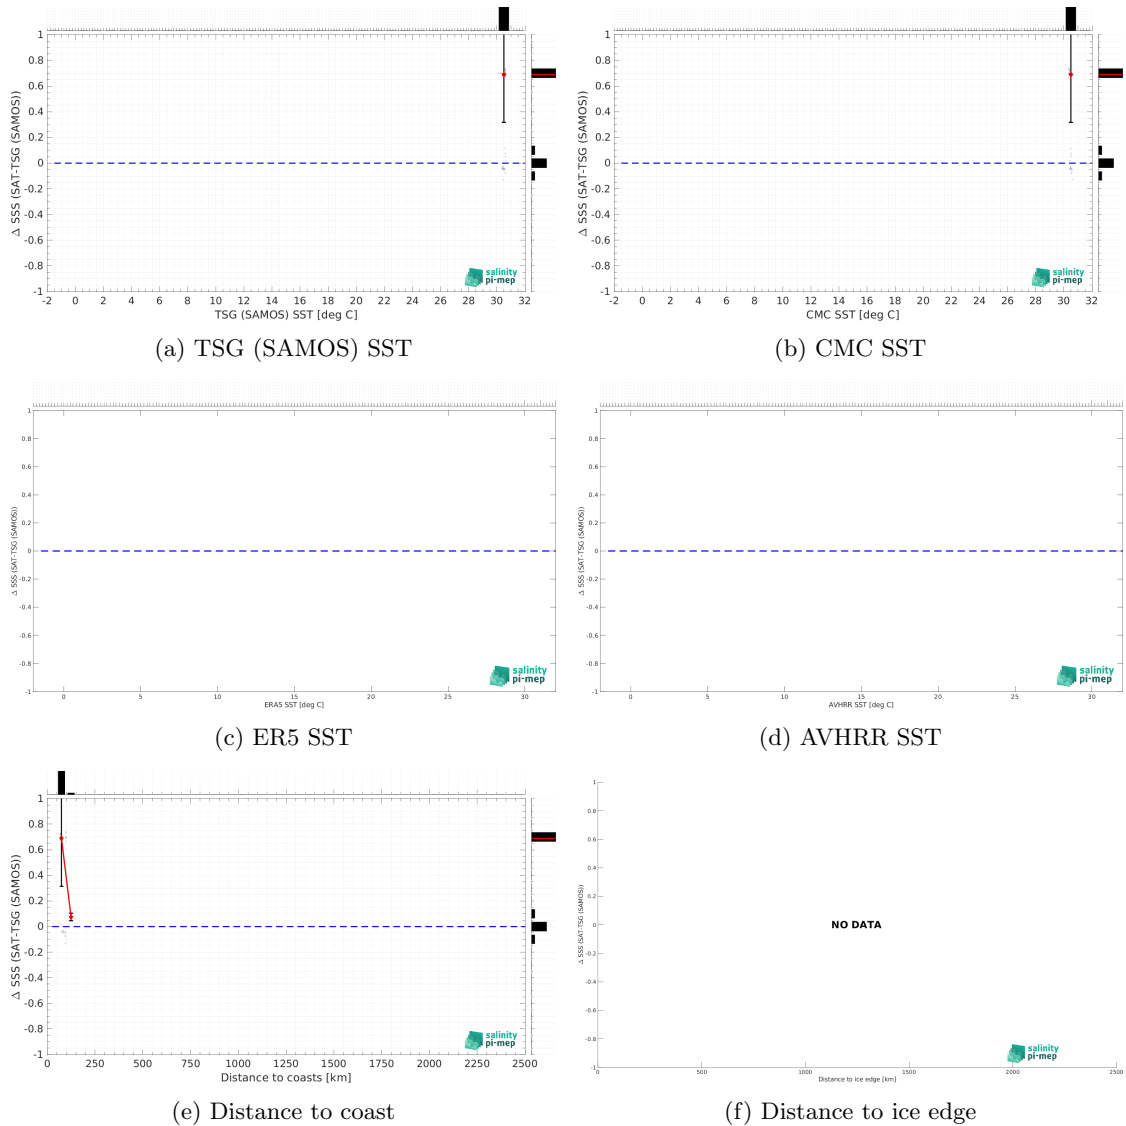 1
0.8
0.6
0.4
0.2
0
-0.2
-0.4
-0.6
-0.8
-1
Δ SSS (SAT-TSG (SAMOS))
-2 0 2 4 6 8 10 12 14 16 18 20 22 24 26 28 30 32
TSG (SAMOS) SST [deg C]
salinity
pi-mep
(a) TSG (SAMOS) SST
1
0.8
0.6
0.4
0.2
0
-0.2
-0.4
-0.6
-0.8
-1
Δ SSS (SAT-TSG (SAMOS))
-2 0 2 4 6 8 10 12 14 16 18 20 22 24 26 28 30 32
CMC SST [deg C]
salinity
pi-mep
(b) CMC SST
1
0.8
0.6
0.4
0.2
0
-0.2
-0.4
-0.6
-0.8
-1
Δ SSS (SAT-TSG (SAMOS))
0 5 10 15 20 25 30
ERA5 SST [deg C]
salinity
pi-mep
(c) ER5 SST
1
0.8
0.6
0.4
0.2
0
-0.2
-0.4
-0.6
-0.8
-1
Δ SSS (SAT-TSG (SAMOS))
0 5 10 15 20 25 30
AVHRR SST [deg C]
salinity
pi-mep
(d) AVHRR SST
1
0.8
0.6
0.4
0.2
0
-0.2
-0.4
-0.6
-0.8
-1
Δ SSS (SAT-TSG (SAMOS))
0 250 500 750 1000 1250 1500 1750 2000 2250 2500
Distance to coasts [km]
salinity
pi-mep
(e) Distance to coast
1
0.8
0.6
0.4
0.2
0
-0.2
-0.4
-0.6
-0.8
-1
Δ SSS (SAT-TSG (SAMOS))
NO DATA
0 500 1000 1500 2000 2500
Distance to ice edge [km]
salinity
pi-mep
(f) Distance to ice edge